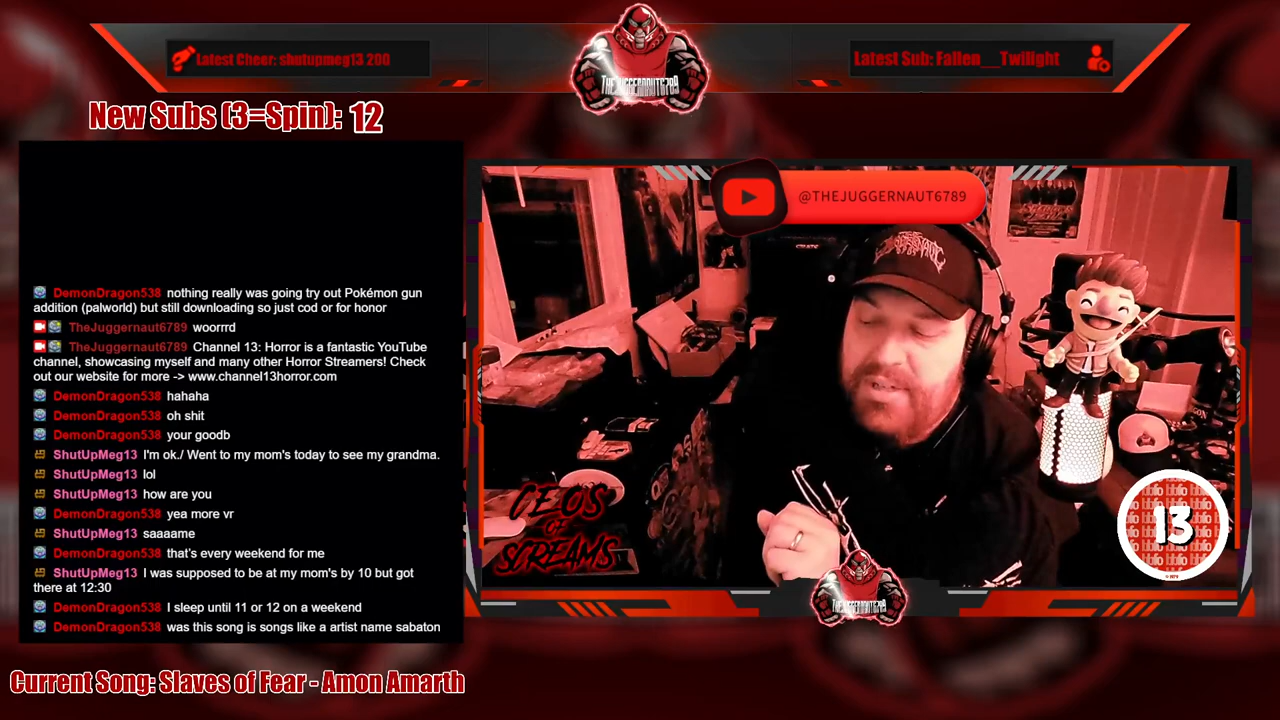 Latest Cheer: shutupmeg13 200
THEJUGGERNAUT6789
Latest Sub: Fallen__Twilight
New Subs (3=Spin): 12
@THEJUGGERNAUT6789
DemonDragon538 nothing really was going try out Pokémon gun
addition (palworld) but still downloading so just cod or for honor
TheJuggernaut6789 woorrrd
TheJuggernaut6789 Channel 13: Horror is a fantastic YouTube
channel, showcasing myself and many other Horror Streamers! Check
out our website for more -> www.channel13horror.com
DemonDragon538 hahaha
DemonDragon538 oh shit
DemonDragon538 your goodb
ShutUpMeg13 I'm ok./ Went to my mom's today to see my grandma.
ShutUpMeg13 lol
ShutUpMeg13 how are you
DemonDragon538 yea more vr
ShutUpMeg13 saaaame
DemonDragon538 that's every weekend for me
ShutUpMeg13 I was supposed to be at my mom's by 10 but got
there at 12:30
DemonDragon538 I sleep until 11 or 12 on a weekend
DemonDragon538 was this song is songs like a artist name sabaton
CEOS
OF
SCREAMS
13
THEJUGGERNAUT6789
Current Song: Slaves of Fear - Amon Amarth